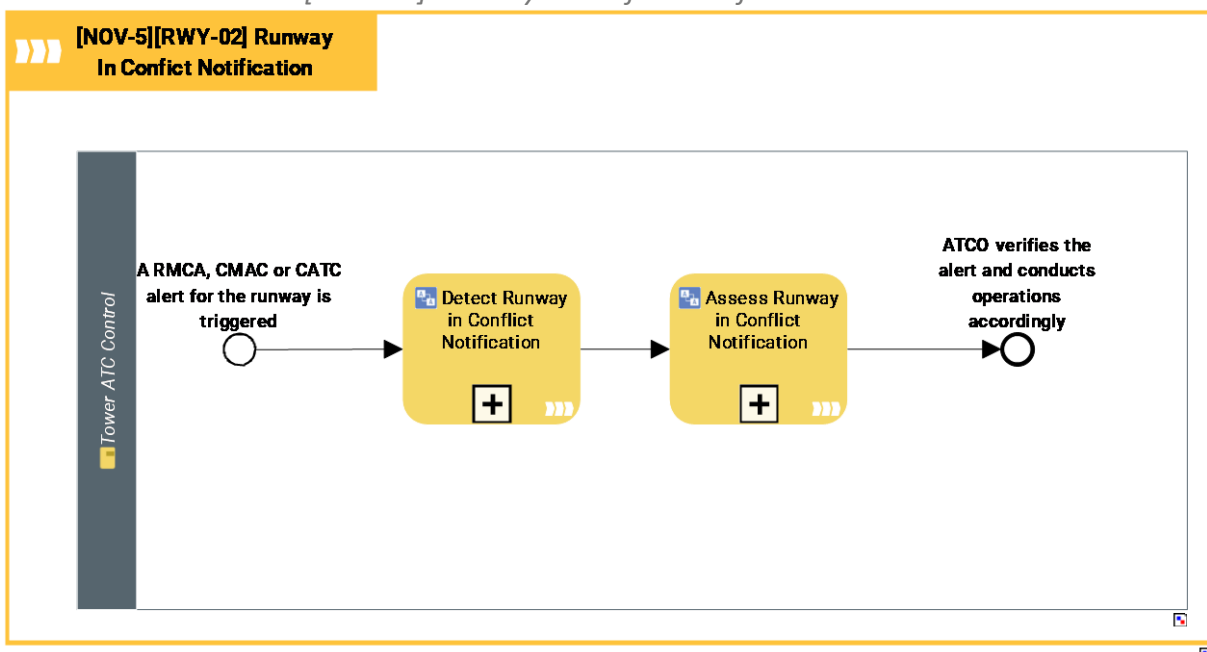 [NOV-5][RWY-02] Runway
In Confict Notification
Tower ATC Control
A RMCA, CMAC or CATC
alert for the runway is
triggered
Detect Runway
in Conflict
Notification
Assess Runway
in Conflict
Notification
ATCO verifies the
alert and conducts
operations
accordingly